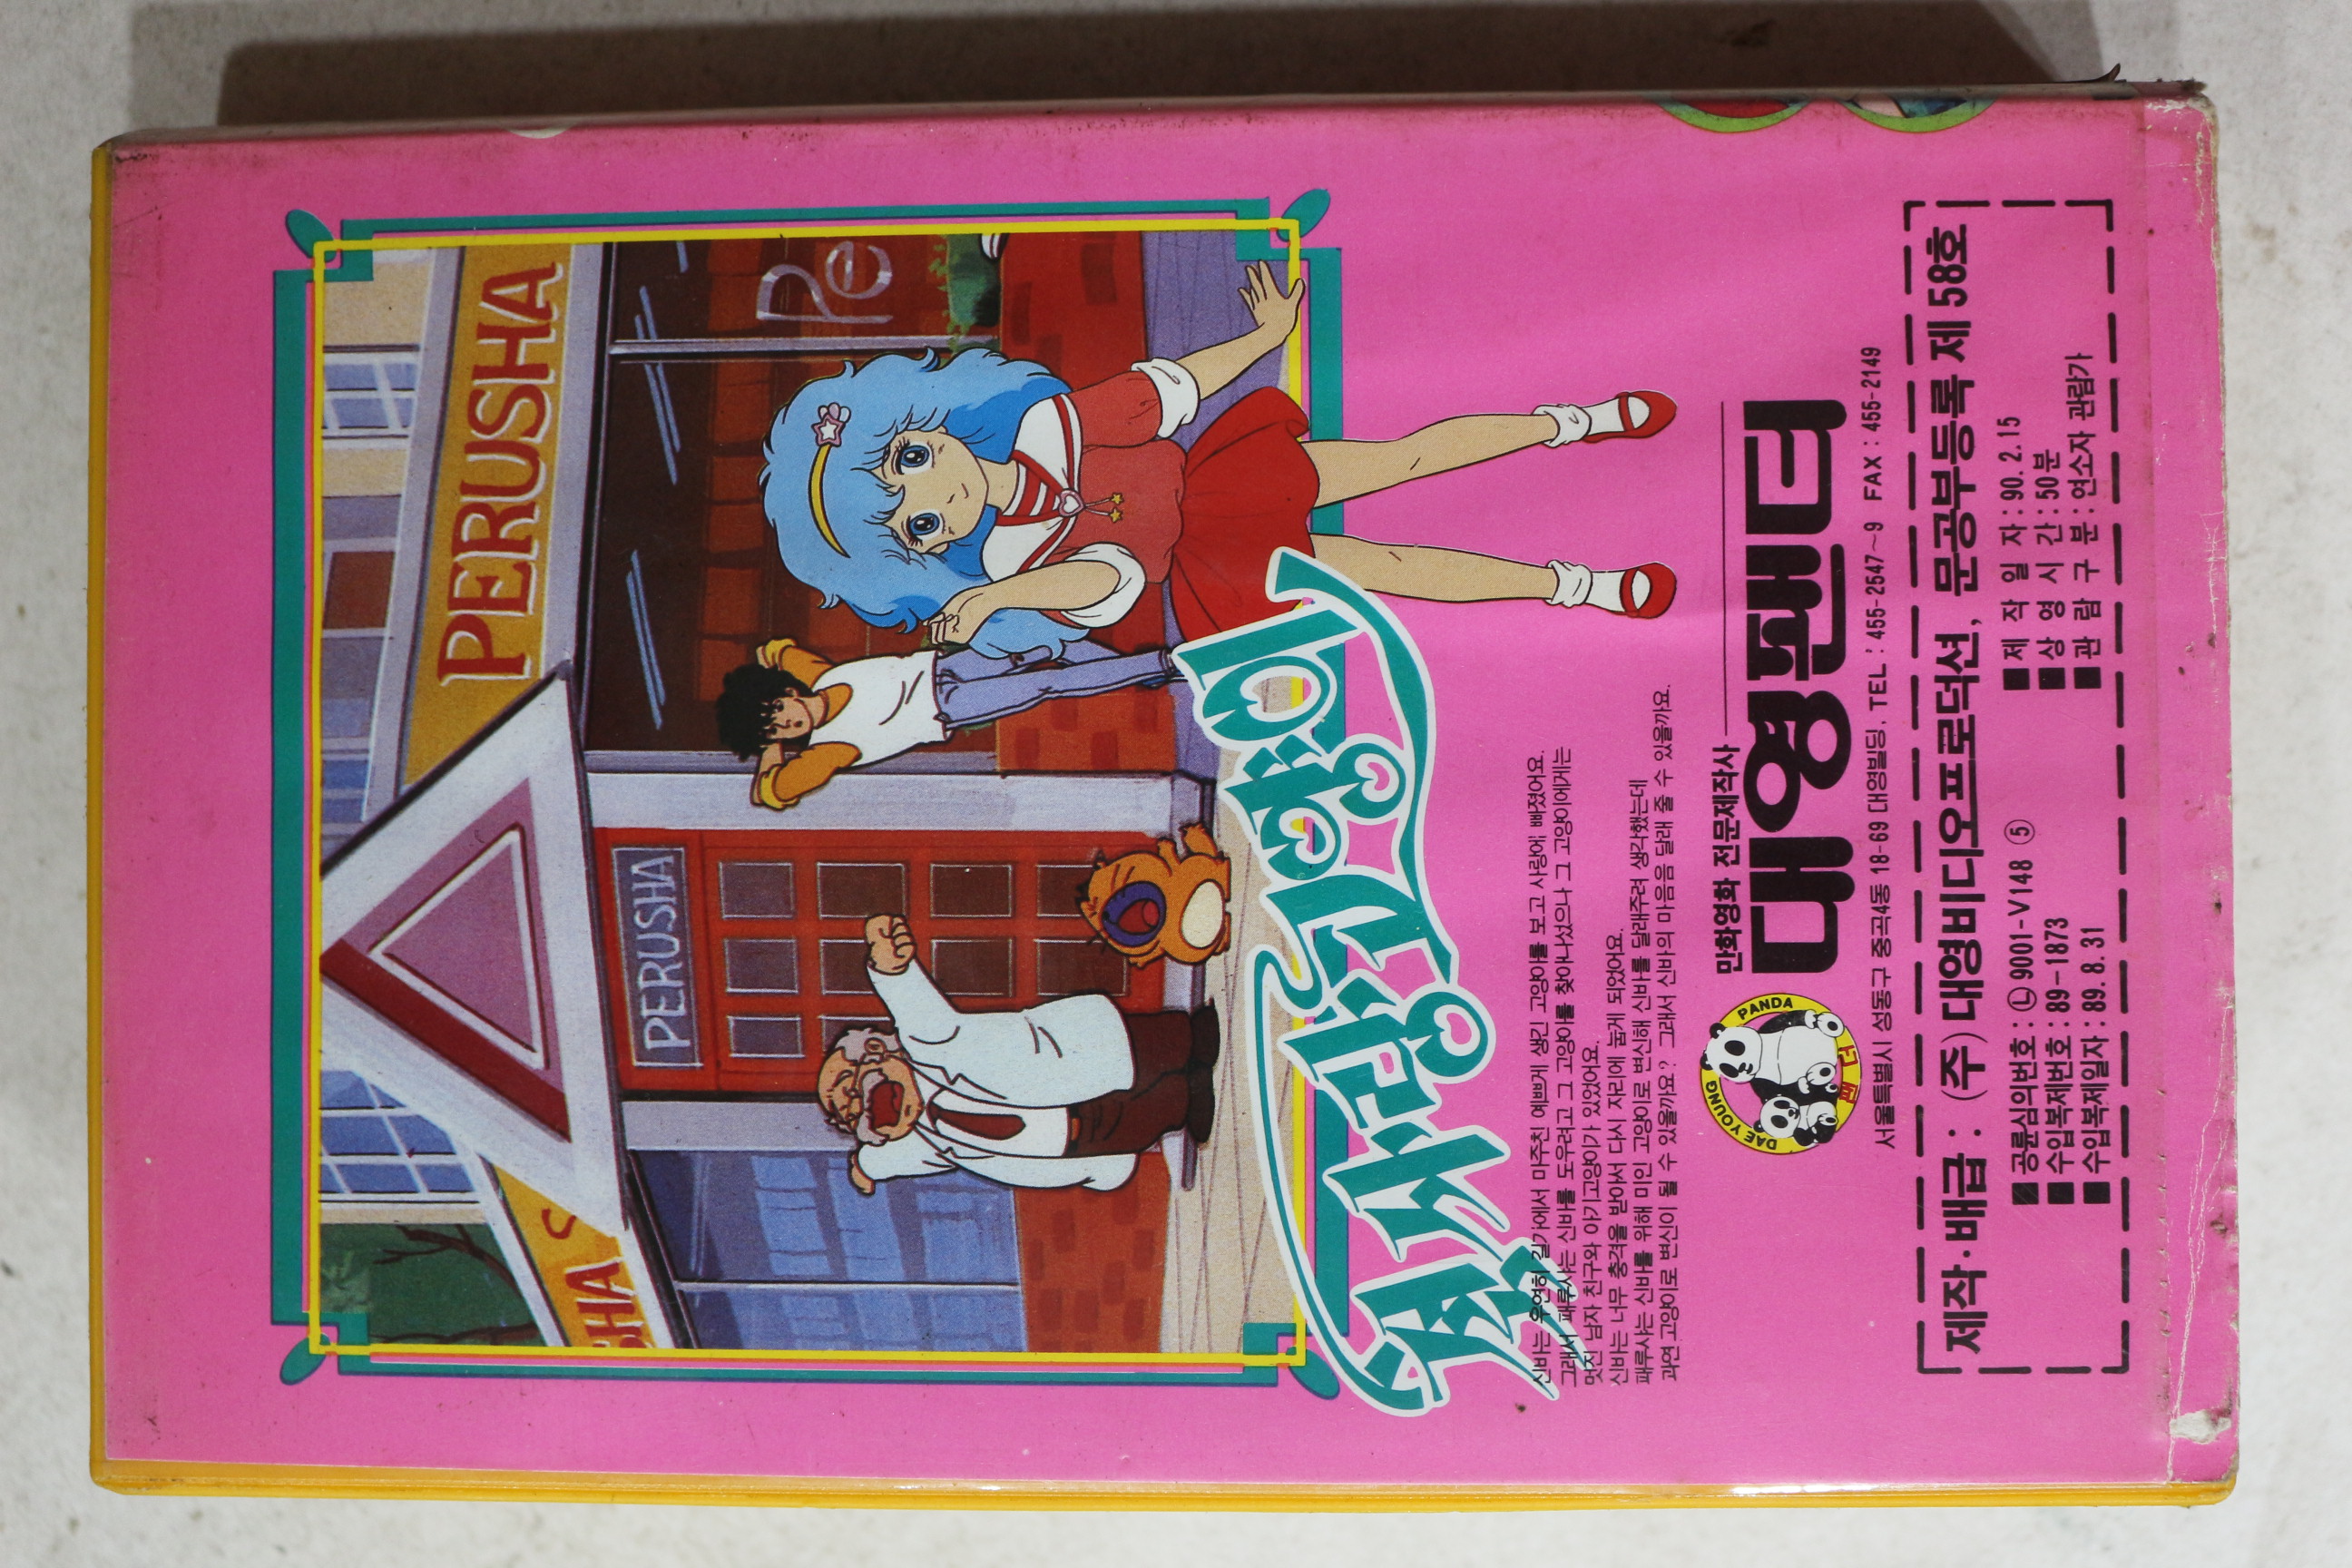 PERUSHA
Pe
PERUSHA
SHA
첫사랑 고양이
신바는 우연히 길가에서 마주친 예쁘게 생긴 고양이를 보고 사랑에 빠졌어요.
그래서 패루샤는 신바를 도우려고 그 고양이를 찾아나섰으나 그 고양이에게는
멋진 남자 친구와 아기고양이가 있었어요.
신바는 너무 충격을 받아서 다시 자리에 눕게 되었어요.
패루샤는 신바를 위해 미인 고양이로 변신해 신바를 달래주려 생각했는데
과연 고양이로 변신이 될 수 있을까요? 그래서 신바의 마음을 달래 줄 수 있을까요.
DAE YOUNG PANDA
팬더
만화영화 전문제작사
대영팬더
서울특별시 성동구 중곡4동 18-69 대영빌딩. TEL : 455-2547~9 FAX : 455-2149
제작·배급 : (주) 대영비디오프로덕션, 문공부등록 제 58호
■공륜심의번호 : Ⓛ 9001-V148 ⑤
■수입복제번호 : 89-1873
■수입복제일자 : 89. 8. 31
■제 작 일 자 : 90. 2. 15
■상 영 시 간 : 50분
■관 람 구 분 : 연소자 관람가